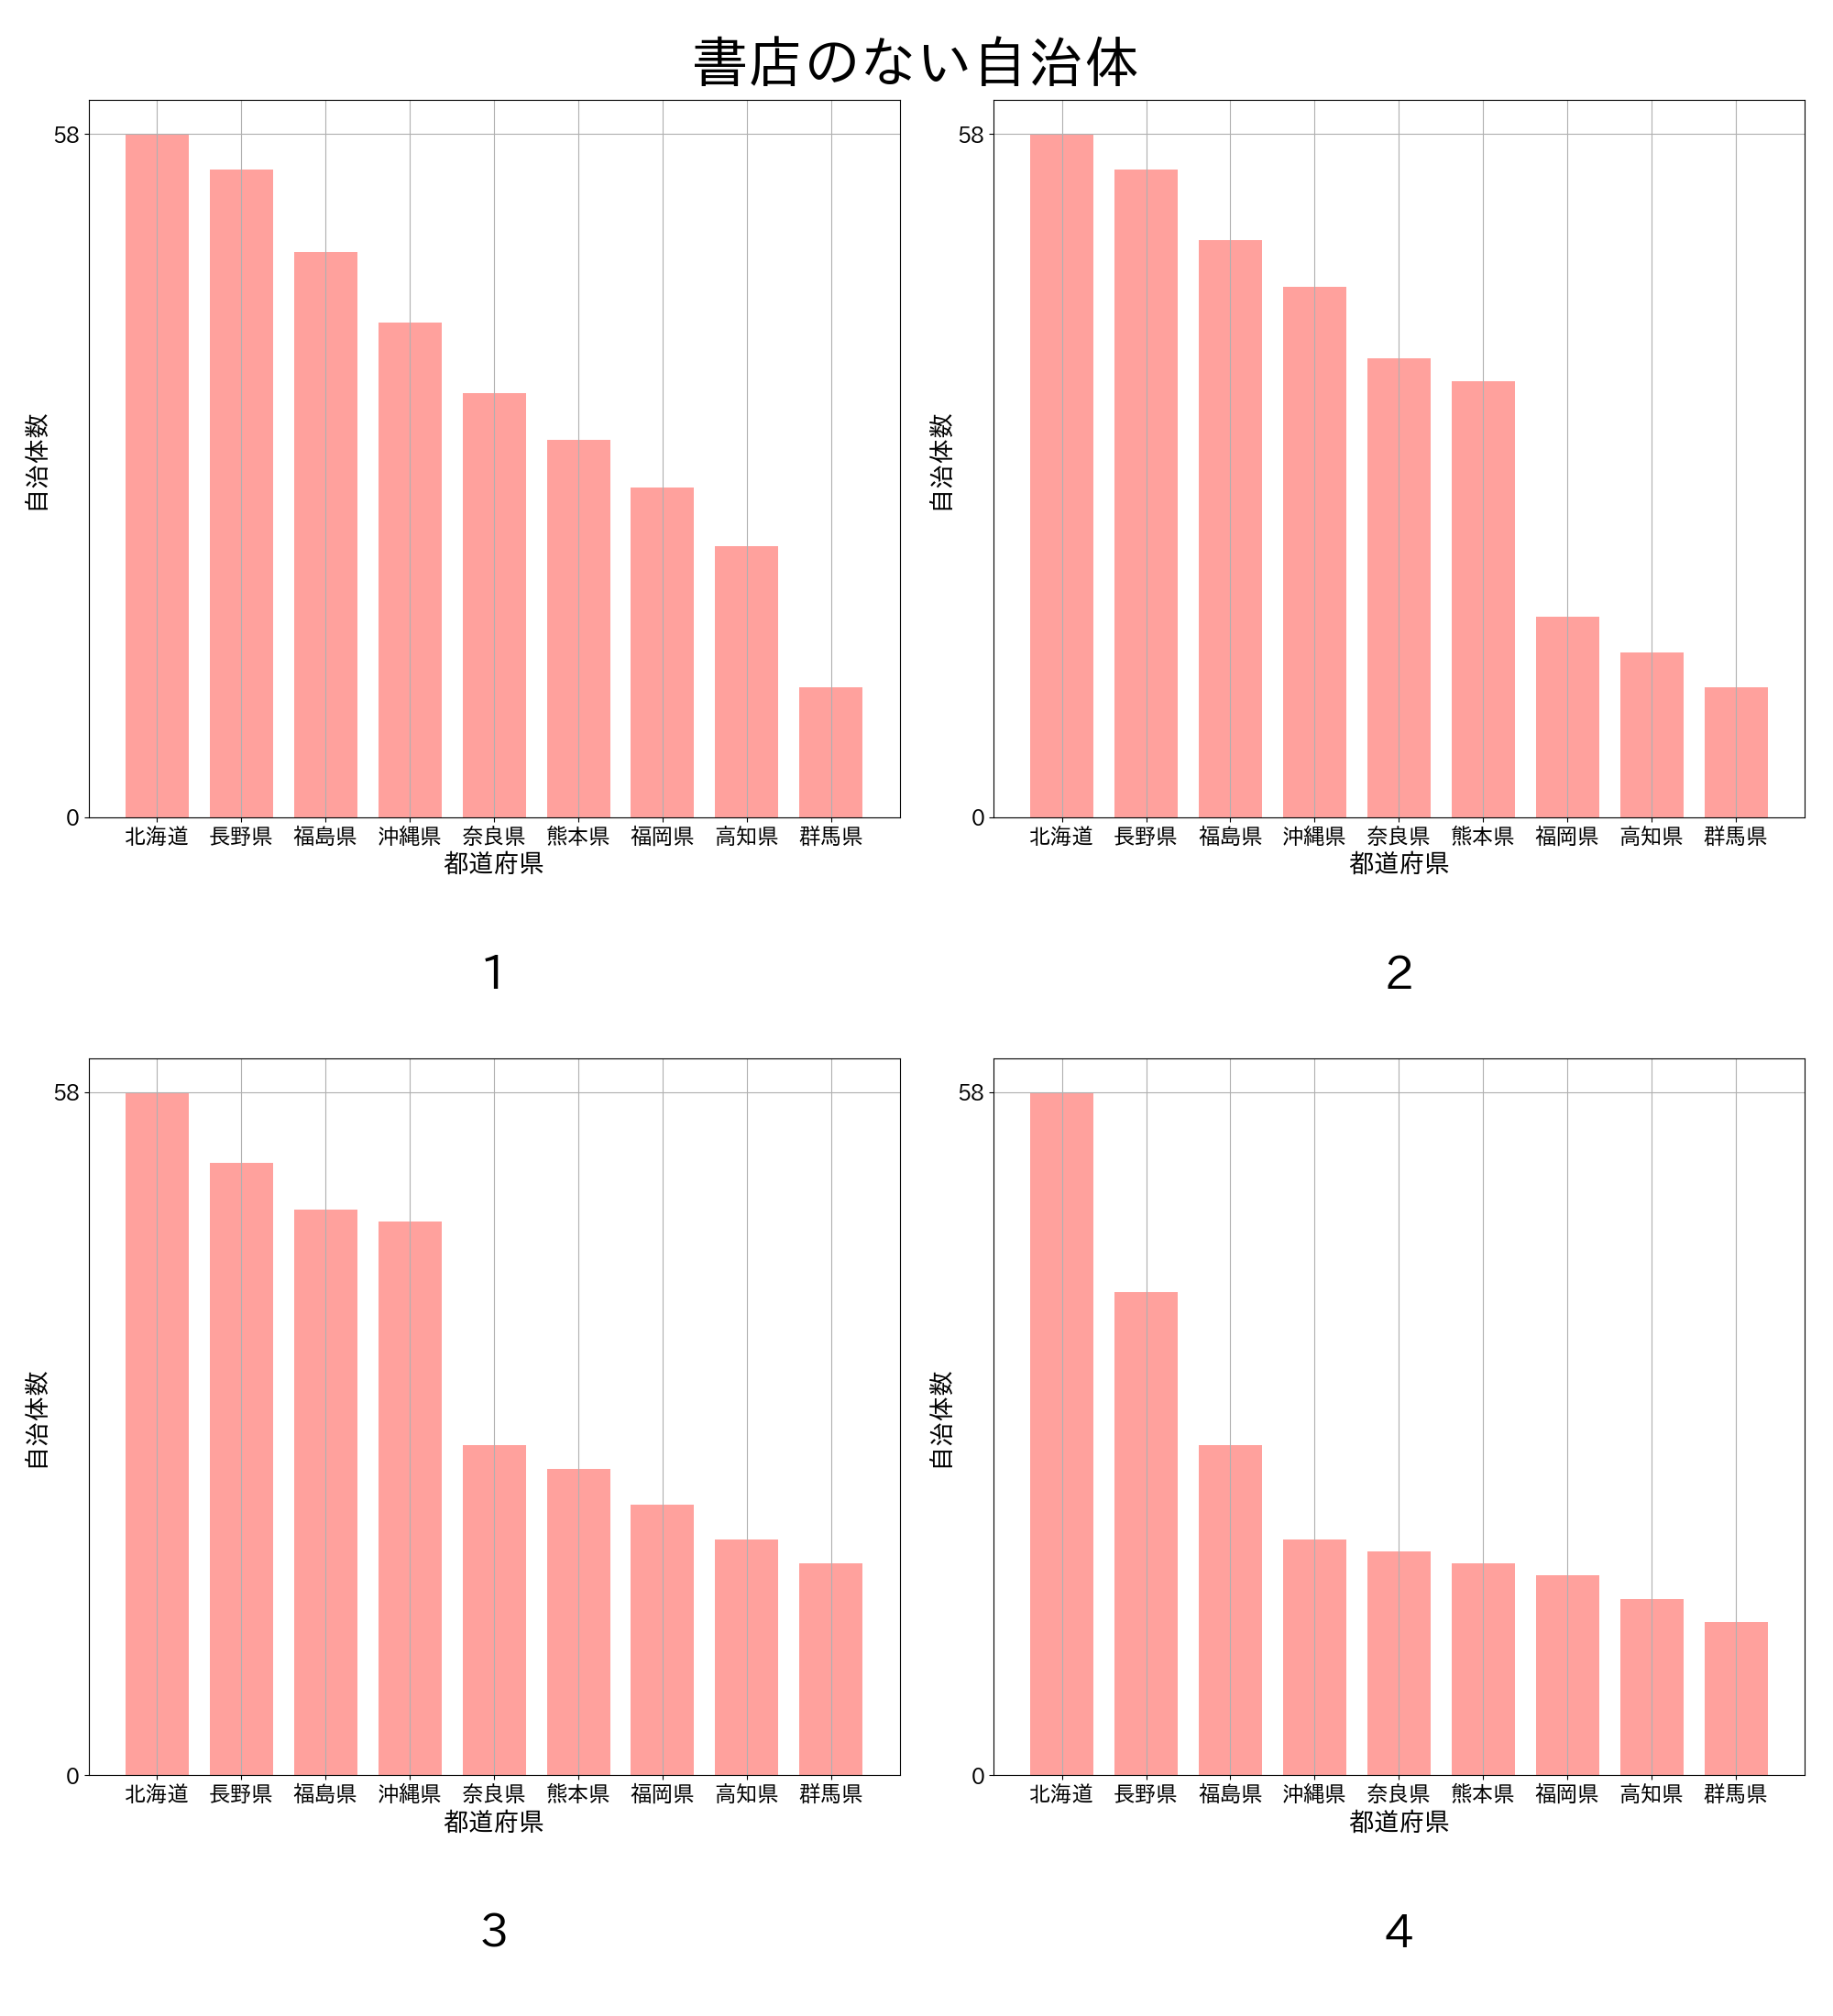 書店のない自治体
58
0
自治体数
北海道 長野県 福島県 沖縄県 奈良県 熊本県 福岡県 高知県 群馬県
都道府県
1
58
0
自治体数
北海道 長野県 福島県 沖縄県 奈良県 熊本県 福岡県 高知県 群馬県
都道府県
2
58
0
自治体数
北海道 長野県 福島県 沖縄県 奈良県 熊本県 福岡県 高知県 群馬県
都道府県
3
58
0
自治体数
北海道 長野県 福島県 沖縄県 奈良県 熊本県 福岡県 高知県 群馬県
都道府県
4